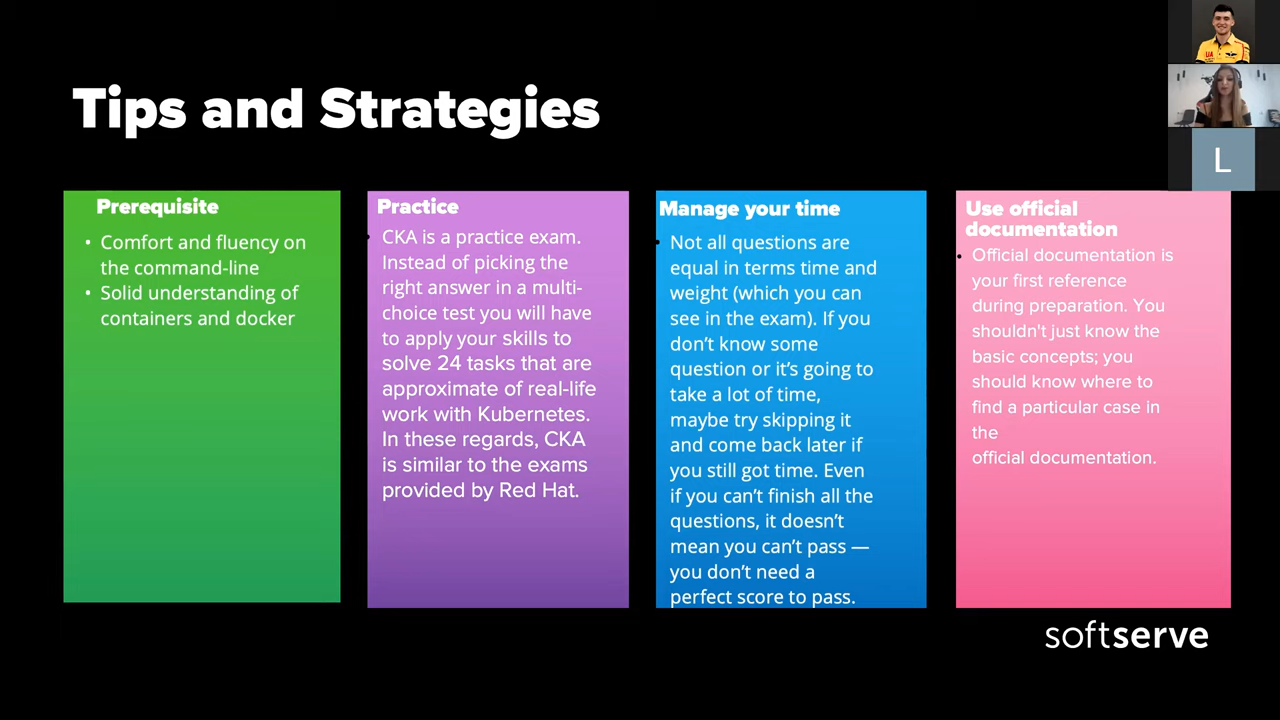 Tips and Strategies
Prerequisite
• Comfort and fluency on
the command-line
• Solid understanding of
containers and docker
Practice
• CKA is a practice exam.
Instead of picking the
right answer in a multi-
choice test you will have
to apply your skills to
solve 24 tasks that are
approximate of real-life
work with Kubernetes.
In these regards, CKA
is similar to the exams
provided by Red Hat.
Manage your time
• Not all questions are
equal in terms time and
weight (which you can
see in the exam). If you
don’t know some
question or it’s going to
take a lot of time,
maybe try skipping it
and come back later if
you still got time. Even
if you can’t finish all the
questions, it doesn’t
mean you can’t pass —
you don’t need a
perfect score to pass.
Use official
documentation
• Official documentation is
your first reference
during preparation. You
shouldn't just know the
basic concepts; you
should know where to
find a particular case in
the
official documentation.
softserve
UA
L